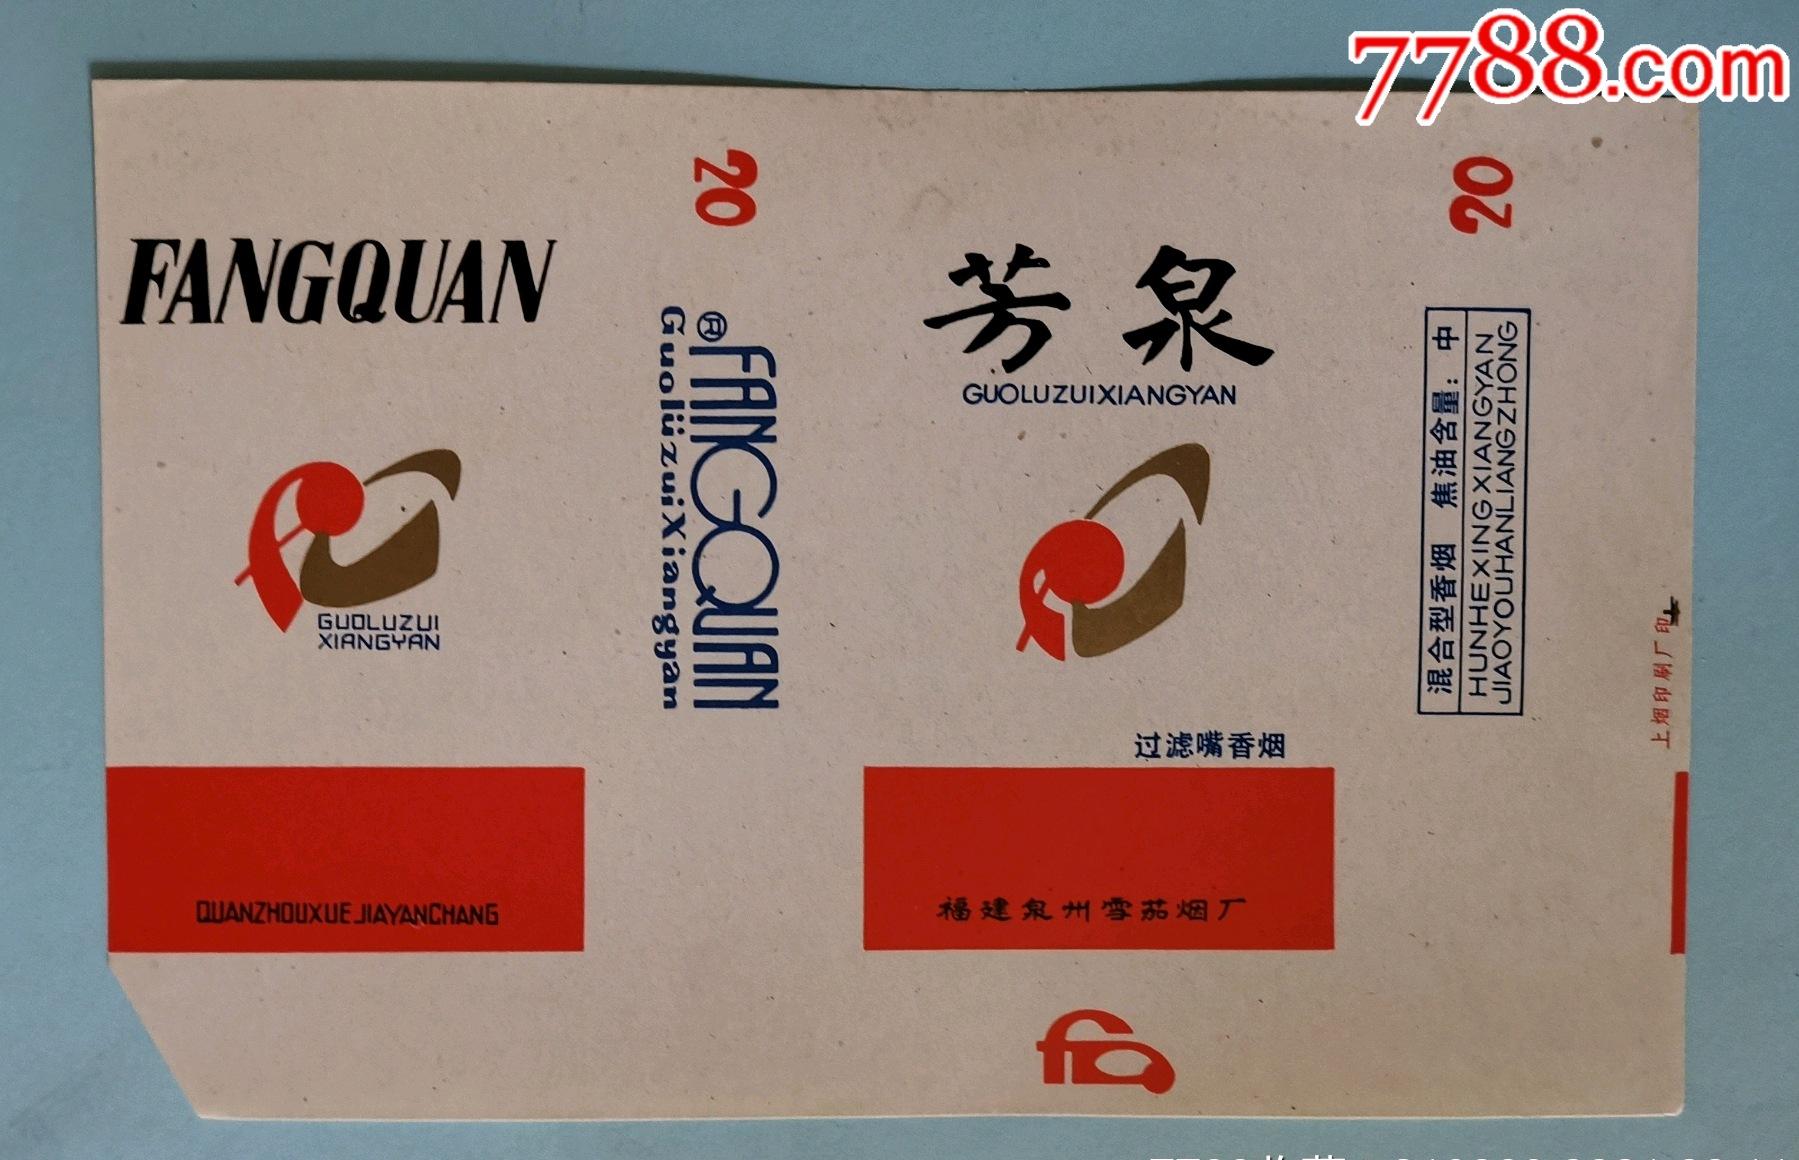 7788.com
FANGQUAN
GUOLUZUI
XIANGYAN
QUANZHOUXUEJIAYANCHANG
20
®FANGQUAN
GuolüzuiXiangyan
芳泉
GUOLUZUIXIANGYAN
过滤嘴香烟
福建泉州雪茄烟厂
20
混合型香烟 焦油含量：中
HUNHEXINGXIANGYAN
JIAOYOUHANLIANGZHONG
上烟印刷厂印